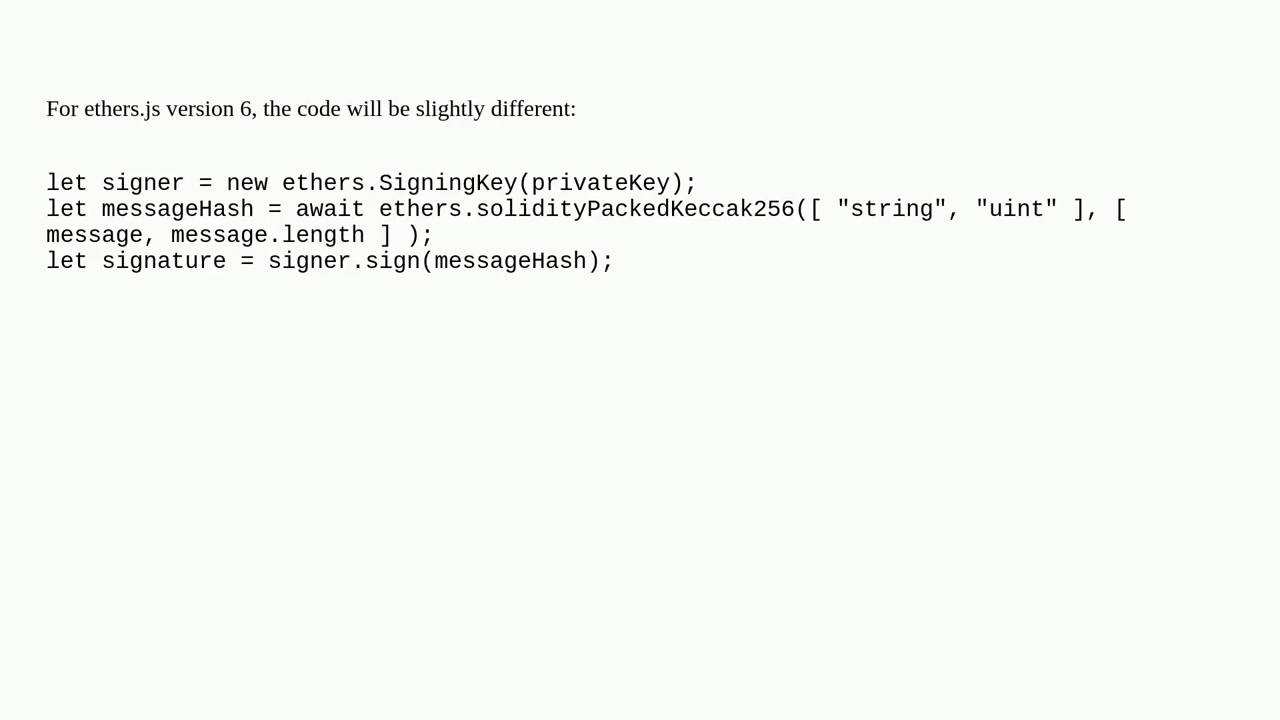 For ethers.js version 6, the code will be slightly different:
let signer = new ethers.SigningKey(privateKey);
let messageHash = await ethers.solidityPackedKeccak256([ "string", "uint" ], [
message, message.length ] );
let signature = signer.sign(messageHash);